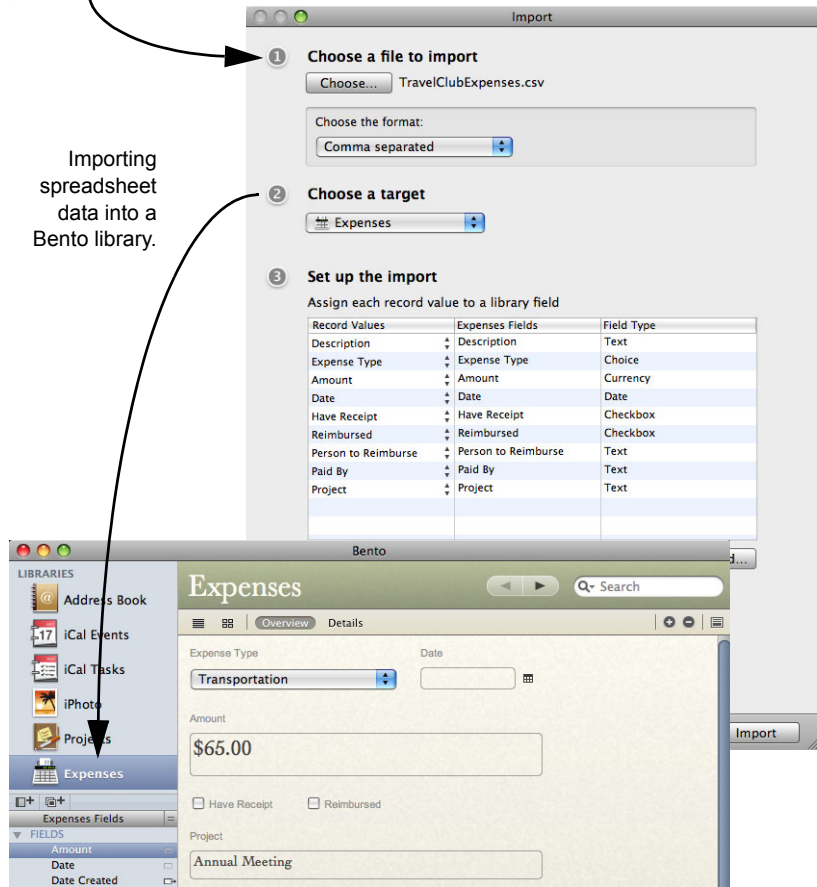 Import
Choose a file to import
Choose... TravelClubExpenses.csv
Choose the format:
Comma separated
Importing
spreadsheet
data into a
Bento library.
Choose a target
Expenses
Set up the import
Assign each record value to a library field
Record Values Expenses Fields Field Type
Description Description Text
Expense Type Expense Type Choice
Amount Amount Currency
Date Date Date
Have Receipt Have Receipt Checkbox
Reimbursed Reimbursed Checkbox
Person to Reimburse Person to Reimburse Text
Paid By Paid By Text
Project Project Text
Import
Bento
LIBRARIES
Address Book
17 iCal Events
iCal Tasks
iPhoto
Projects
Expenses
Expenses Fields
FIELDS
Amount
Date
Date Created
Expenses
Search
Overview Details
Expense Type Date
Transportation
Amount
$65.00
Have Receipt Reimbursed
Project
Annual Meeting
1
2
3